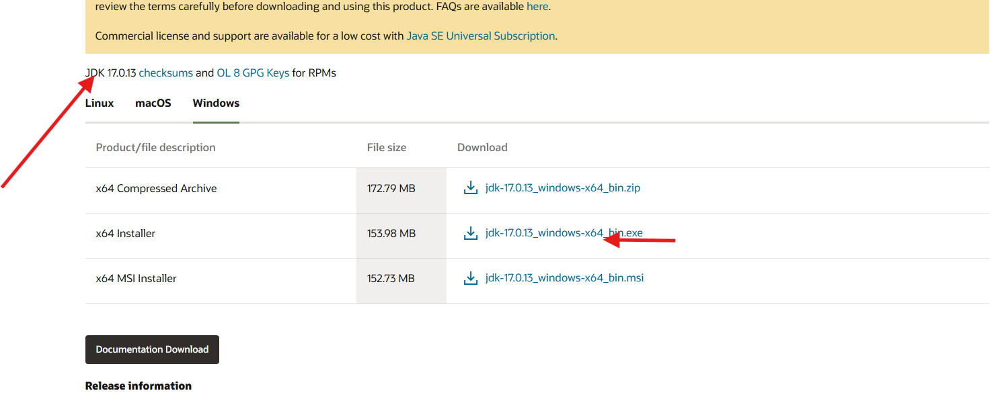 review the terms carefully before downloading and using this product. FAQs are available here.
Commercial license and support are available for a low cost with Java SE Universal Subscription.
JDK 17.0.13 checksums and OL 8 GPG Keys for RPMs
Linux macOS Windows
Product/file description File size Download
x64 Compressed Archive 172.79 MB jdk-17.0.13_windows-x64_bin.zip
x64 Installer 153.98 MB jdk-17.0.13_windows-x64_bin.exe
x64 MSI Installer 152.73 MB jdk-17.0.13_windows-x64_bin.msi
Documentation Download
Release information